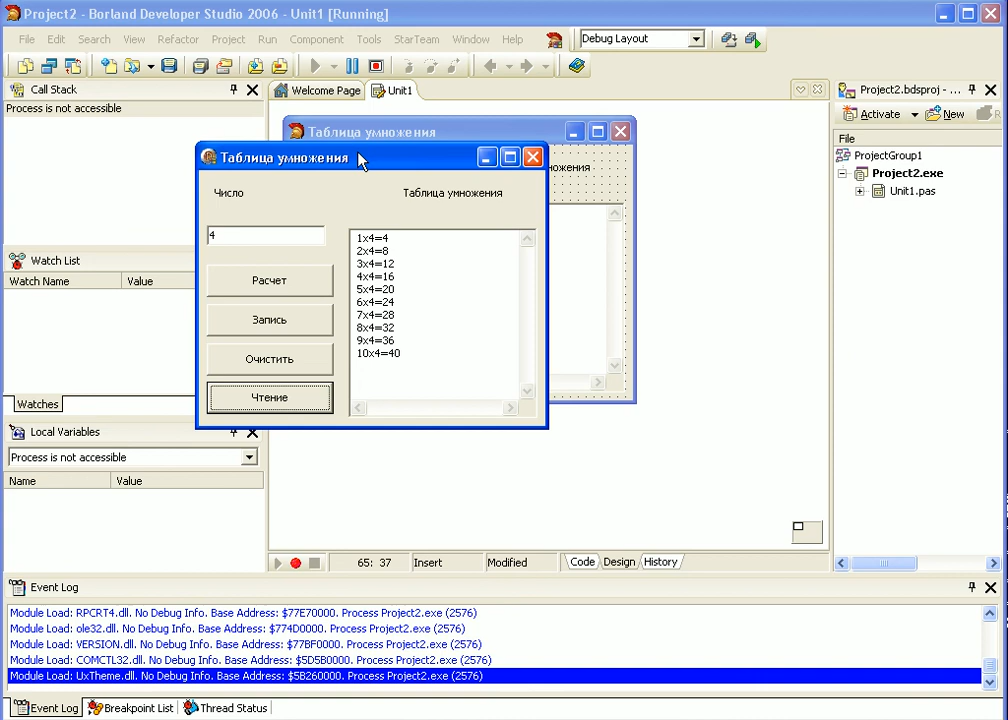 Project2 - Borland Developer Studio 2006 - Unit1 [Running]
File Edit Search View Refactor Project Run Component Tools StarTeam Window Help
Debug Layout
Call Stack
Process is not accessible
Welcome Page
Unit1
Project2.bdsproj - ...
Activate
New
File
ProjectGroup1
Project2.exe
Unit1.pas
Таблица умножения
ножения
Таблица умножения
Число
Таблица умножения
4
Расчет
Запись
Очистить
Чтение
1x4=4
2x4=8
3x4=12
4x4=16
5x4=20
6x4=24
7x4=28
8x4=32
9x4=36
10x4=40
Watch List
Watch Name Value
Watches
Local Variables
Process is not accessible
Name Value
65: 37 Insert Modified Code Design History
Event Log
Module Load: RPCRT4.dll. No Debug Info. Base Address: $77E70000. Process Project2.exe (2576)
Module Load: ole32.dll. No Debug Info. Base Address: $774D0000. Process Project2.exe (2576)
Module Load: VERSION.dll. No Debug Info. Base Address: $77BF0000. Process Project2.exe (2576)
Module Load: COMCTL32.dll. No Debug Info. Base Address: $5D5B0000. Process Project2.exe (2576)
Module Load: UxTheme.dll. No Debug Info. Base Address: $5B260000. Process Project2.exe (2576)
Event Log Breakpoint List Thread Status